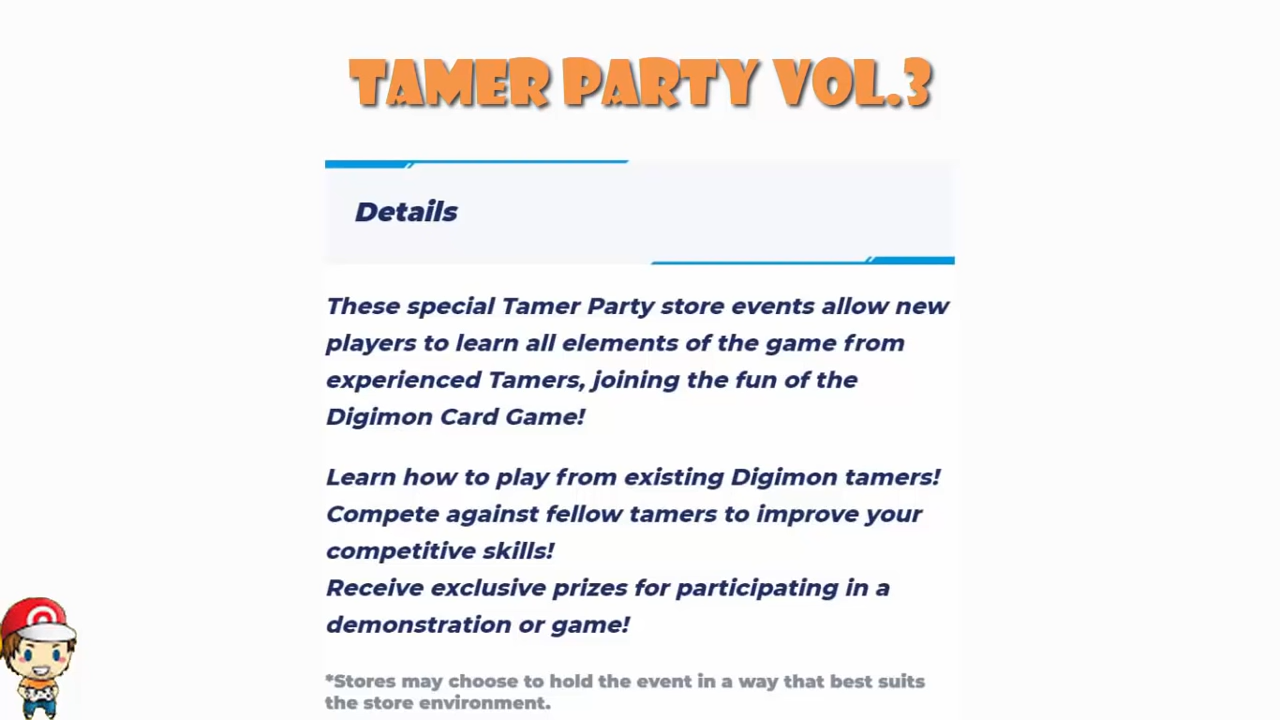 TAMER PARTY VOL.3
Details
These special Tamer Party store events allow new
players to learn all elements of the game from
experienced Tamers, joining the fun of the
Digimon Card Game!
Learn how to play from existing Digimon tamers!
Compete against fellow tamers to improve your
competitive skills!
Receive exclusive prizes for participating in a
demonstration or game!
*Stores may choose to hold the event in a way that best suits
the store environment.